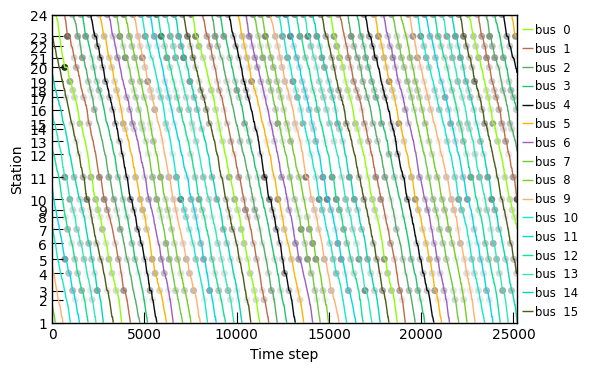 24
23
22
21
20
19
18
17
16
15
14
13
12
11
10
9
8
7
6
5
4
3
2
1
Station
0 5000 10000 15000 20000 25000
Time step
bus 0
bus 1
bus 2
bus 3
bus 4
bus 5
bus 6
bus 7
bus 8
bus 9
bus 10
bus 11
bus 12
bus 13
bus 14
bus 15